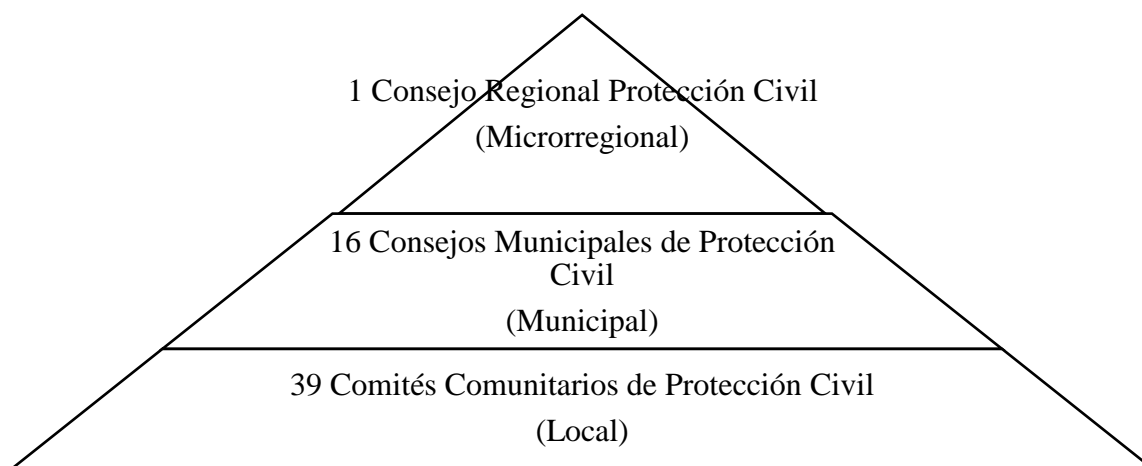 1 Consejo Regional Protección Civil
(Microrregional)
16 Consejos Municipales de Protección
Civil
(Municipal)
39 Comités Comunitarios de Protección Civil
(Local)